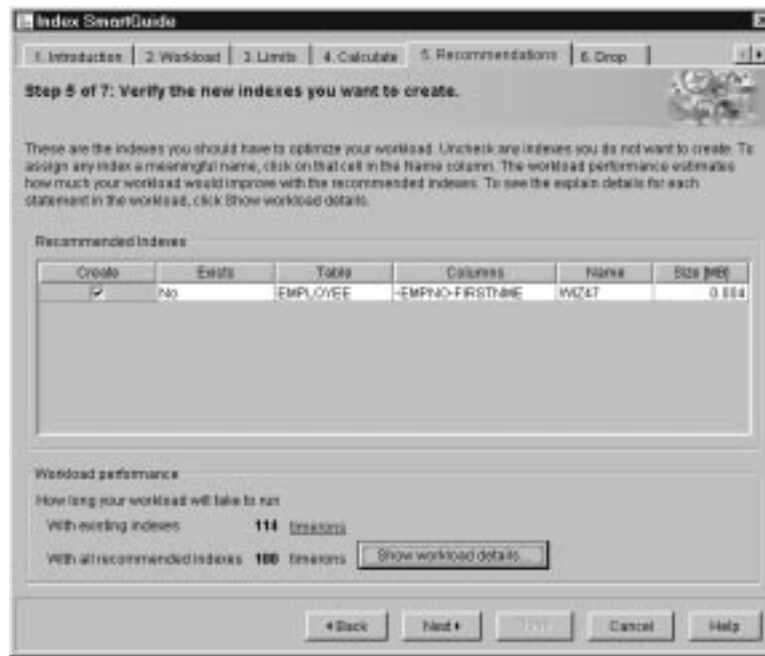 Index SmartGuide
1. Introduction
2. Workload
3. Limits
4. Calculate
5. Recommendations
6. Drop
Step 5 of 7: Verify the new indexes you want to create.
These are the indexes you should have to optimize your workload. Uncheck any indexes you do not want to create. To
assign any index a meaningful name, click on that cell in the Name column. The workload performance estimates
how much your workload would improve with the recommended indexes. To see the explain details for each
statement in the workload, click Show workload details.
Recommended Indexes
Create Exists Table Columns Name Size [MB]
No EMPLOYEE -EMPNO-FIRSTNME WIZ47 0.004
Workload performance
How long your workload will take to run
With existing indexes 114 timerons
With all recommended indexes 100 timerons Show workload details...
Back Next Cancel Help